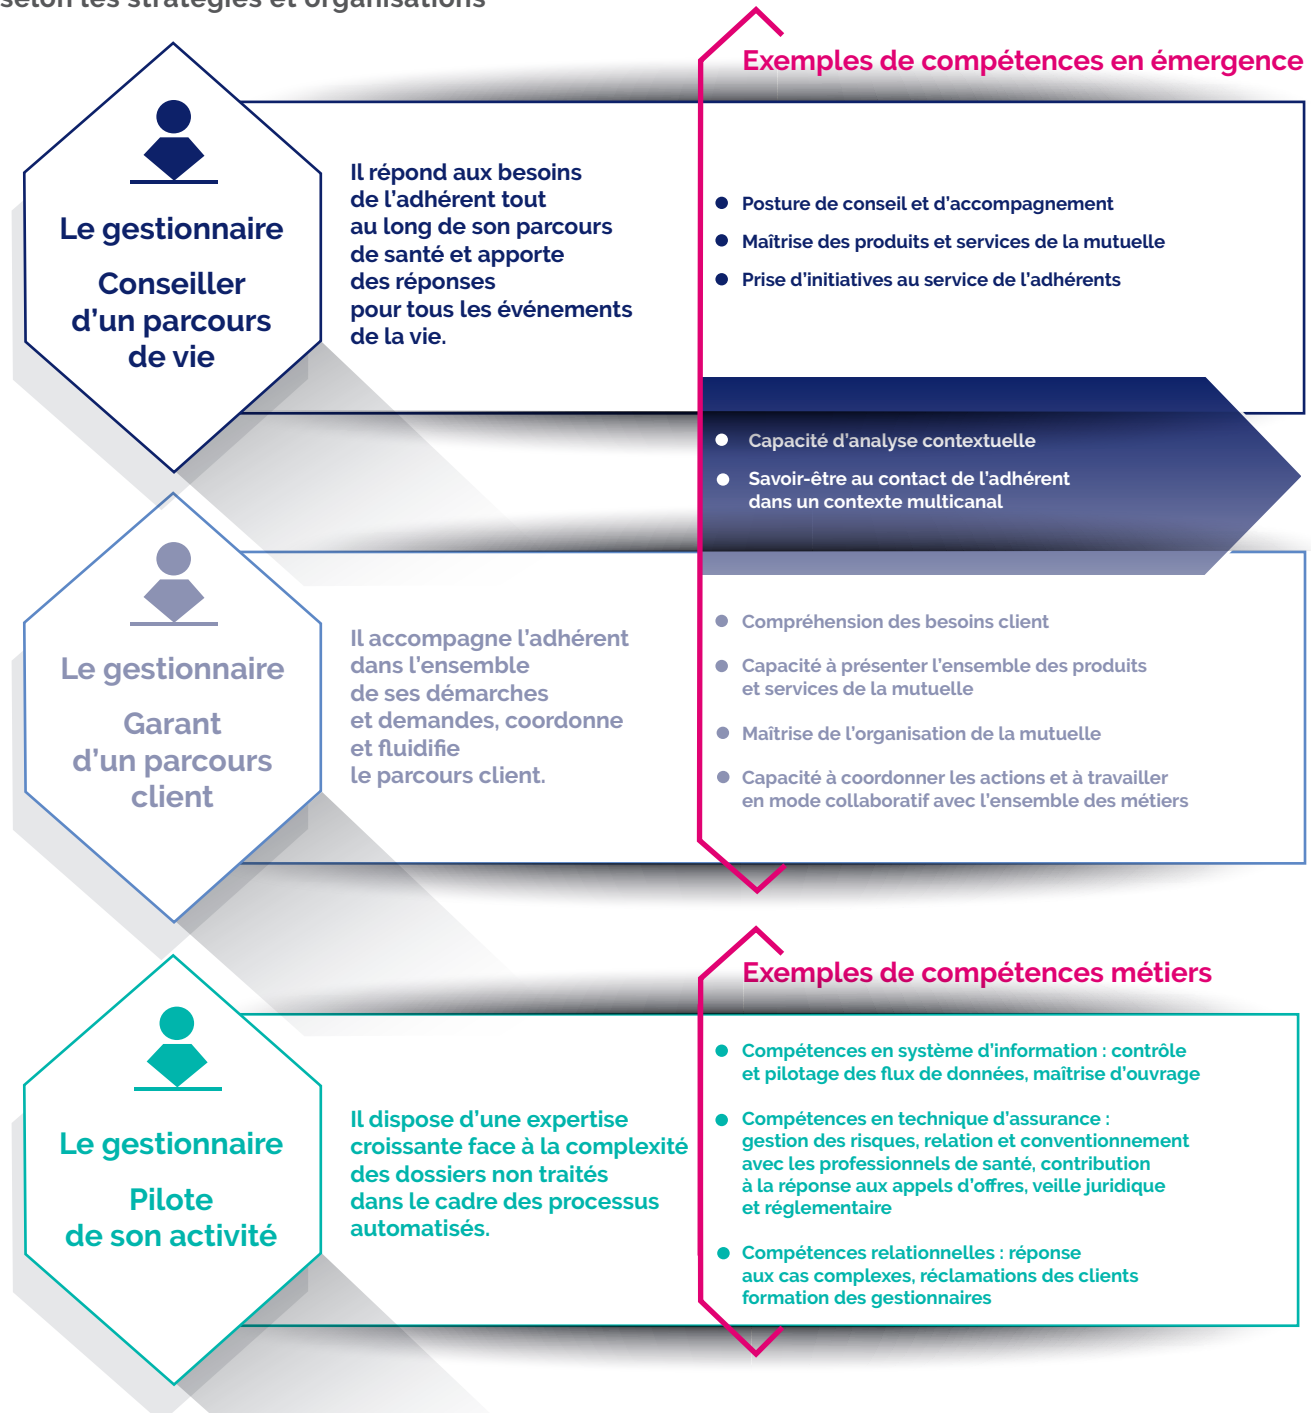 selon les stratégies et organisations
Exemples de compétences en émergence
Le gestionnaire
Conseiller
d'un parcours
de vie
Il répond aux besoins
de l'adhérent tout
au long de son parcours
de santé et apporte
des réponses
pour tous les événements
de la vie.
Posture de conseil et d'accompagnement
Maîtrise des produits et services de la mutuelle
Prise d'initiatives au service de l'adhérents
Capacité d'analyse contextuelle
Savoir-être au contact de l'adhérent
dans un contexte multicanal
Le gestionnaire
Garant
d'un parcours
client
Il accompagne l'adhérent
dans l'ensemble
de ses démarches
et demandes, coordonne
et fluidifie
le parcours client.
Compréhension des besoins client
Capacité à présenter l'ensemble des produits
et services de la mutuelle
Maîtrise de l'organisation de la mutuelle
Capacité à coordonner les actions et à travailler
en mode collaboratif avec l'ensemble des métiers
Exemples de compétences métiers
Le gestionnaire
Pilote
de son activité
Il dispose d'une expertise
croissante face à la complexité
des dossiers non traités
dans le cadre des processus
automatisés.
Compétences en système d'information : contrôle
et pilotage des flux de données, maîtrise d'ouvrage
Compétences en technique d'assurance :
gestion des risques, relation et conventionnement
avec les professionnels de santé, contribution
à la réponse aux appels d'offres, veille juridique
et réglementaire
Compétences relationnelles : réponse
aux cas complexes, réclamations des clients
formation des gestionnaires